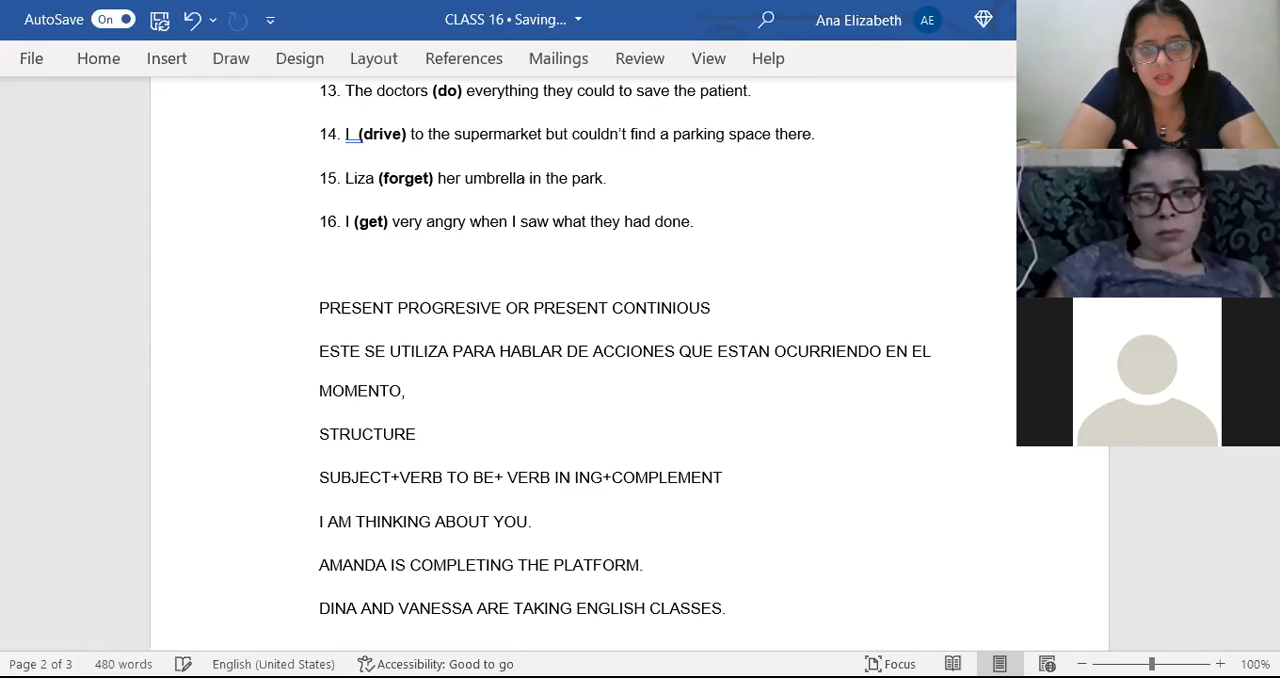 AutoSave On CLASS 16 • Saving... Ana Elizabeth AE
File Home Insert Draw Design Layout References Mailings Review View Help
13. The doctors (do) everything they could to save the patient.
14. I (drive) to the supermarket but couldn't find a parking space there.
15. Liza (forget) her umbrella in the park.
16. I (get) very angry when I saw what they had done.
PRESENT PROGRESIVE OR PRESENT CONTINIOUS
ESTE SE UTILIZA PARA HABLAR DE ACCIONES QUE ESTAN OCURRIENDO EN EL
MOMENTO,
STRUCTURE
SUBJECT+VERB TO BE+ VERB IN ING+COMPLEMENT
I AM THINKING ABOUT YOU.
AMANDA IS COMPLETING THE PLATFORM.
DINA AND VANESSA ARE TAKING ENGLISH CLASSES.
Page 2 of 3 480 words English (United States) Accessibility: Good to go Focus 100%